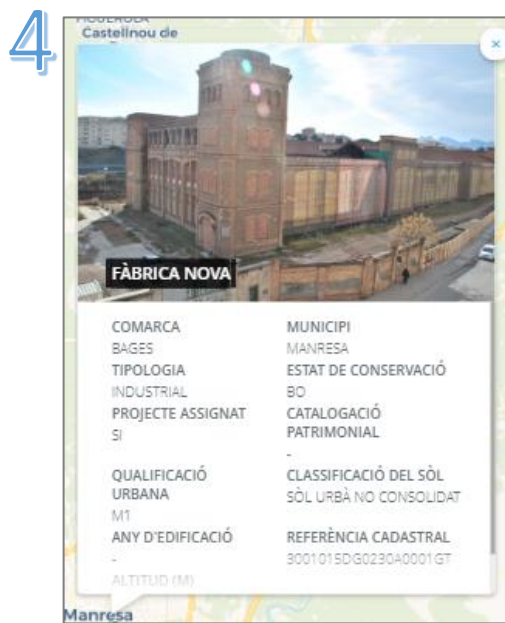 4
FIGUEROLA
Castellnou de
×
FÀBRICA NOVA
COMARCA
BAGES
MUNICIPI
MANRESA
TIPOLOGIA
INDUSTRIAL
ESTAT DE CONSERVACIÓ
BO
PROJECTE ASSIGNAT
SI
CATALOGACIÓ
PATRIMONIAL
-
QUALIFICACIÓ
URBANA
M1
CLASSIFICACIÓ DEL SÒL
SÒL URBÀ NO CONSOLIDAT
ANY D'EDIFICACIÓ
-
REFERÈNCIA CADASTRAL
3001015DG0230A0001GT
ALTITUD (M)
Manresa